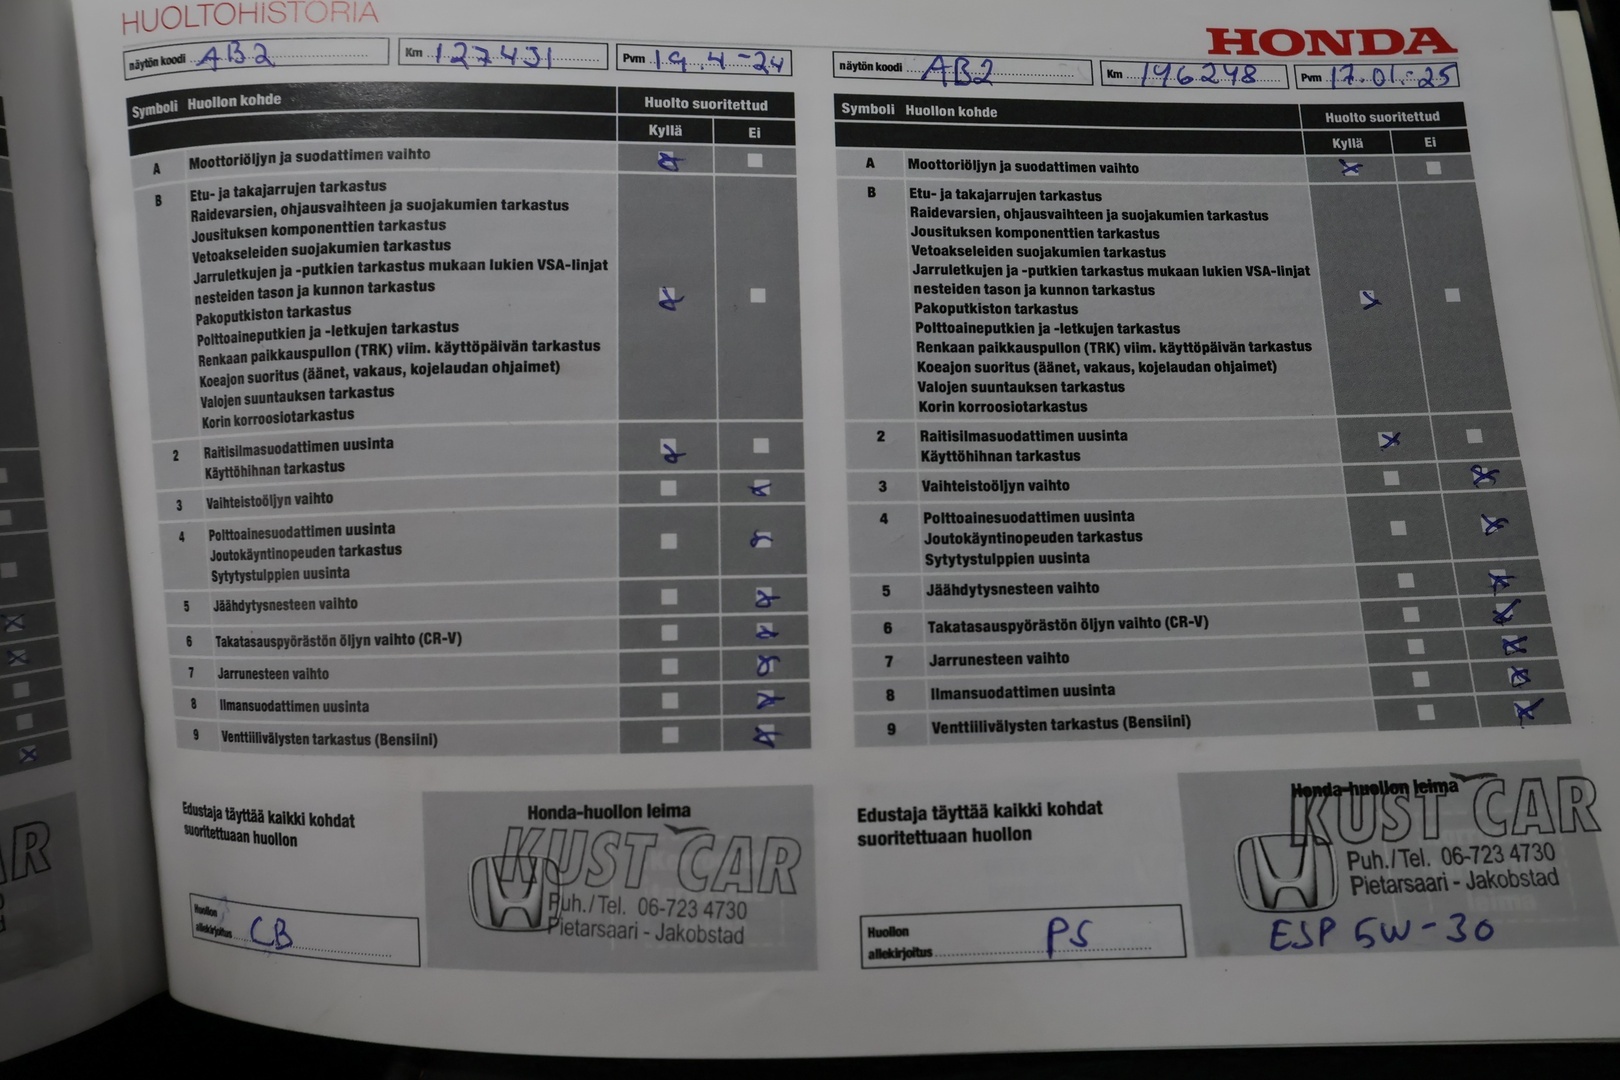 HUOLTOHISTORIA
näytön koodi AB2
Km 127431
Pvm 19.4-24
Symboli Huollon kohde
Huolto suoritettud
Kyllä Ei
A Moottoriöljyn ja suodattimen vaihto
B Etu- ja takajarrujen tarkastus
Raidevarsien, ohjausvaihteen ja suojakumien tarkastus
Jousituksen komponenttien tarkastus
Vetoakseleiden suojakumien tarkastus
Jarruletkujen ja -putkien tarkastus mukaan lukien VSA-linjat
nesteiden tason ja kunnon tarkastus
Pakoputkiston tarkastus
Polttoaineputkien ja -letkujen tarkastus
Renkaan paikkauspullon (TRK) viim. käyttöpäivän tarkastus
Koeajon suoritus (äänet, vakaus, kojelaudan ohjaimet)
Valojen suuntauksen tarkastus
Korin korroosiotarkastus
2 Raitisilmasuodattimen uusinta
Käyttöhihnan tarkastus
3 Vaihteistoöljyn vaihto
4 Polttoainesuodattimen uusinta
Joutokäyntinopeuden tarkastus
Sytytystulppien uusinta
5 Jäähdytysnesteen vaihto
6 Takatasauspyörästön öljyn vaihto (CR-V)
7 Jarrunesteen vaihto
8 Ilmansuodattimen uusinta
9 Venttiilivälysten tarkastus (Bensiini)
Edustaja täyttää kaikki kohdat
suoritettuaan huollon
Huollon
allekirjoitus CB
Honda-huollon leima
KUST CAR
Puh./Tel. 06-723 4730
Pietarsaari - Jakobstad
HONDA
näytön koodi AB2
Km 146248
Pvm 17.01.-25
Symboli Huollon kohde
Huolto suoritettud
Kyllä Ei
A Moottoriöljyn ja suodattimen vaihto
B Etu- ja takajarrujen tarkastus
Raidevarsien, ohjausvaihteen ja suojakumien tarkastus
Jousituksen komponenttien tarkastus
Vetoakseleiden suojakumien tarkastus
Jarruletkujen ja -putkien tarkastus mukaan lukien VSA-linjat
nesteiden tason ja kunnon tarkastus
Pakoputkiston tarkastus
Polttoaineputkien ja -letkujen tarkastus
Renkaan paikkauspullon (TRK) viim. käyttöpäivän tarkastus
Koeajon suoritus (äänet, vakaus, kojelaudan ohjaimet)
Valojen suuntauksen tarkastus
Korin korroosiotarkastus
2 Raitisilmasuodattimen uusinta
Käyttöhihnan tarkastus
3 Vaihteistoöljyn vaihto
4 Polttoainesuodattimen uusinta
Joutokäyntinopeuden tarkastus
Sytytystulppien uusinta
5 Jäähdytysnesteen vaihto
6 Takatasauspyörästön öljyn vaihto (CR-V)
7 Jarrunesteen vaihto
8 Ilmansuodattimen uusinta
9 Venttiilivälysten tarkastus (Bensiini)
Edustaja täyttää kaikki kohdat
suoritettuaan huollon
Huollon
allekirjoitus PS
Honda-huollon leima
KUST CAR
Puh./Tel. 06-723 4730
Pietarsaari - Jakobstad
ESP 5W-30